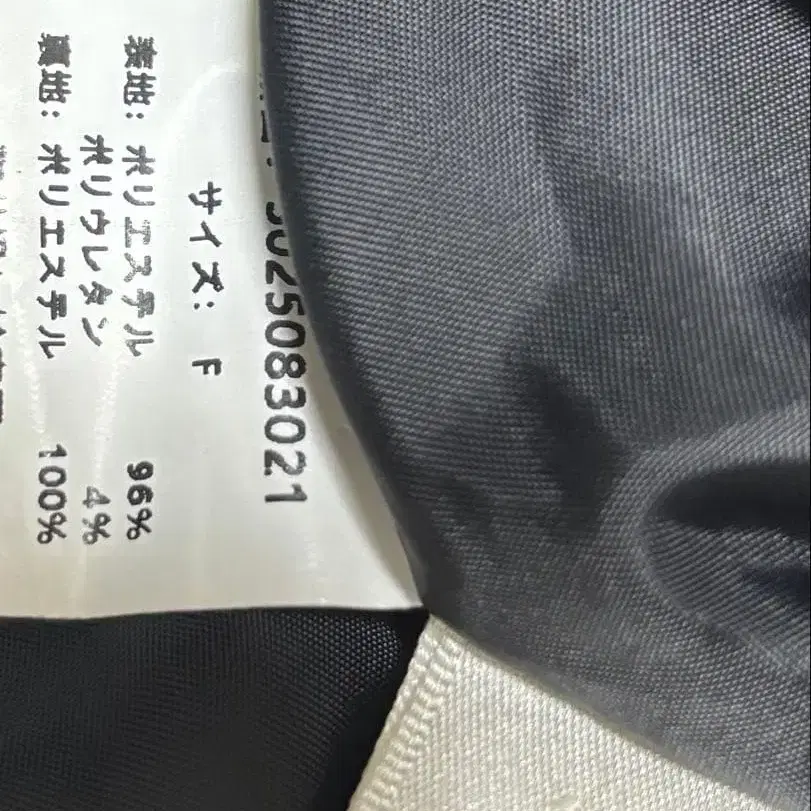 3025083021
サイズ: F
表地: ポリエステル 96%
ポリウレタン 4%
裏地: ポリエステル 100%